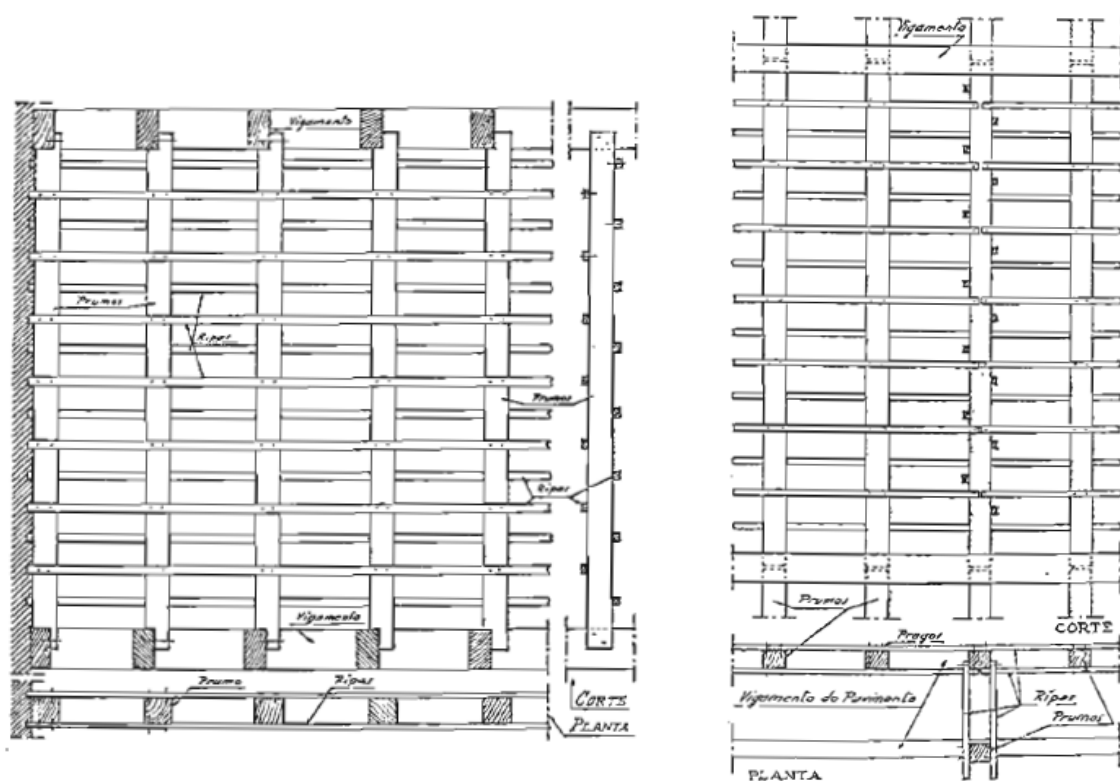 Vigamento
Prumos
Ripas
Prumos
Ripas
Vigamento
Prumo
Ripas
CORTE
PLANTA
Vigamento
Prumos
CORTE
Pregos
Vigamento do Pavimento
Ripas
Prumos
PLANTA